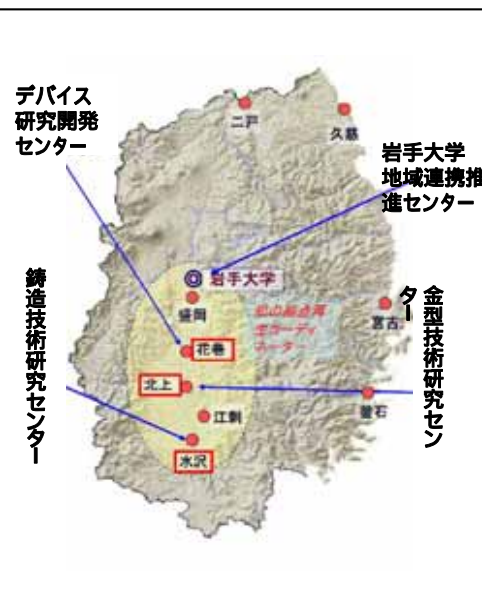 デバイス
研究開発
センター
二戸
久慈
岩手大学
地域連携推
進センター
岩手大学
盛岡
宮古
鋳造技術研究センター
金型技術研究セン
ター
花巻
北上
釜石
江刺
水沢